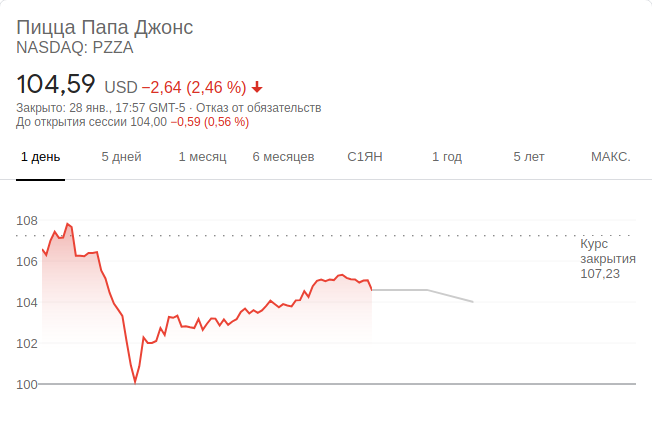 Пицца Папа Джонс
NASDAQ: PZZA
104,59 USD −2,64 (2,46 %)
Закрыто: 28 янв., 17:57 GMT-5 · Отказ от обязательств
До открытия сессии 104,00 −0,59 (0,56 %)
1 день 5 дней 1 месяц 6 месяцев С1ЯН 1 год 5 лет МАКС.
108
Курс
закрытия
107,23
106
104
102
100